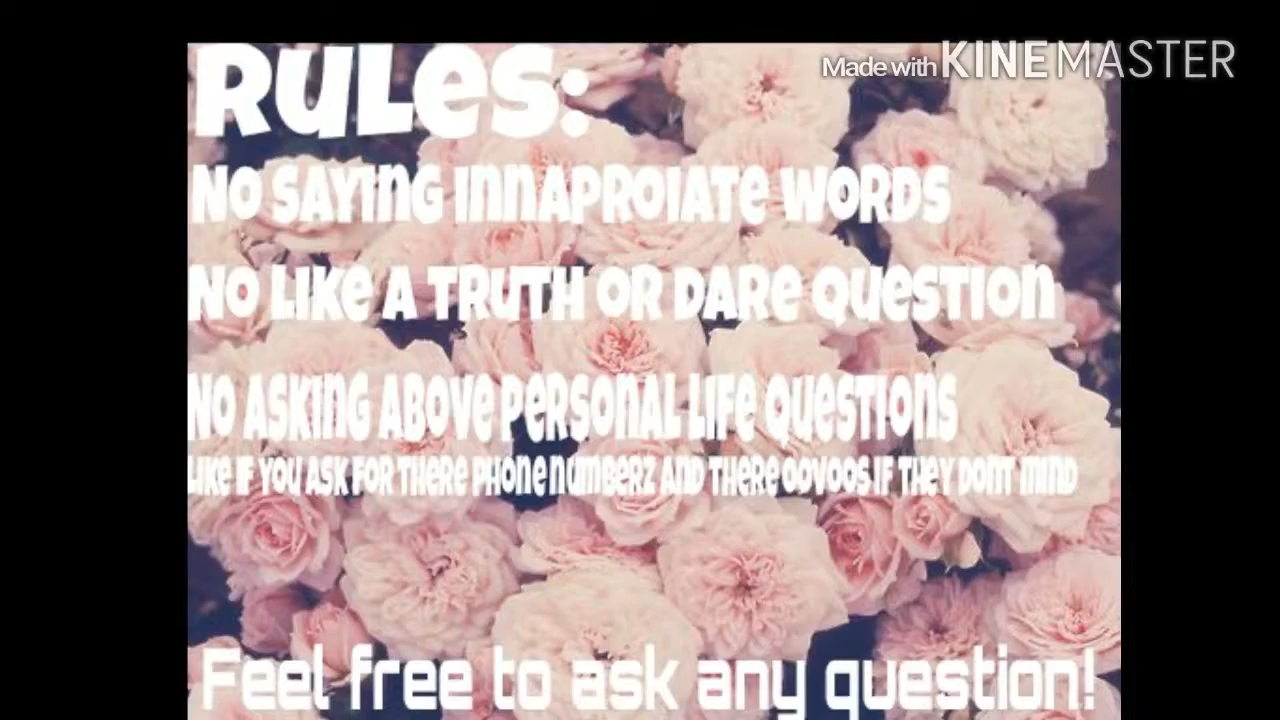 Made with KINEMASTER
RULES:
NO SAYING INNAPROIATE WORDS
NO LIKE A TRUTH OR DARE QUESTION
NO ASKING ABOVE PERSONAL LIFE QUESTIONS
LIKE IF YOU ASK FOR THERE PHONE NUMBERZ AND THERE OOVOOS IF THEY DONT MIND
Feel free to ask any question!